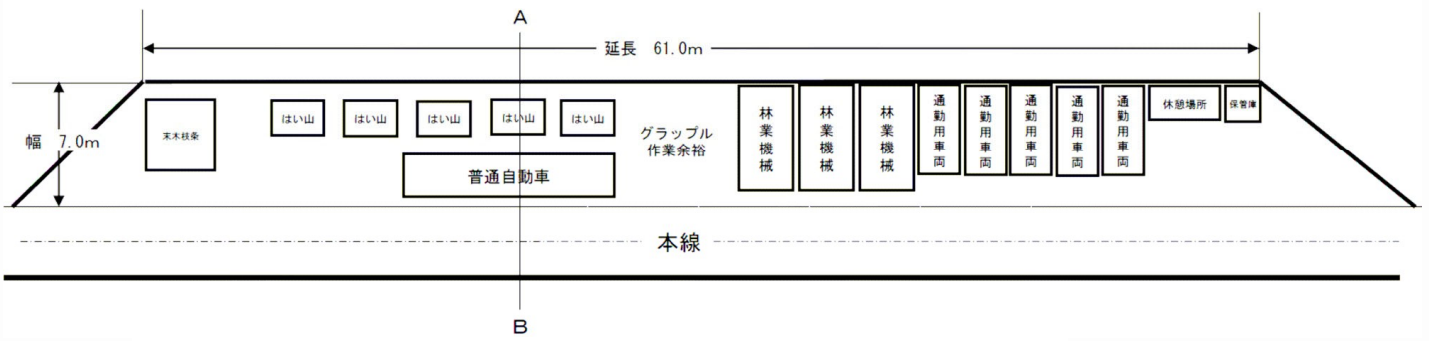 A
延長 61.0m
幅 7.0m
末木枝条
はい山
はい山
はい山
はい山
はい山
普通自動車
グラップル
作業余裕
林業機械
林業機械
林業機械
通勤用車両
通勤用車両
通勤用車両
通勤用車両
通勤用車両
休憩場所
保管庫
本線
B